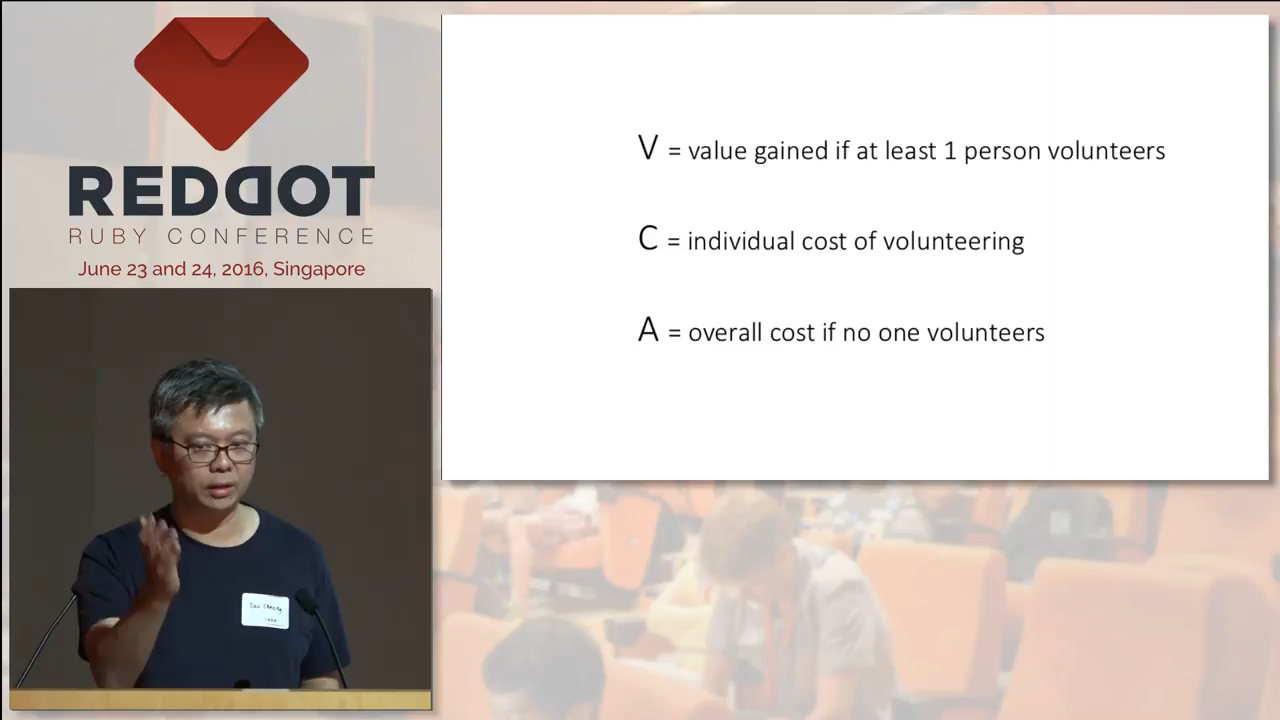 REDDOT
RUBY CONFERENCE
June 23 and 24, 2016, Singapore
V = value gained if at least 1 person volunteers
C = individual cost of volunteering
A = overall cost if no one volunteers